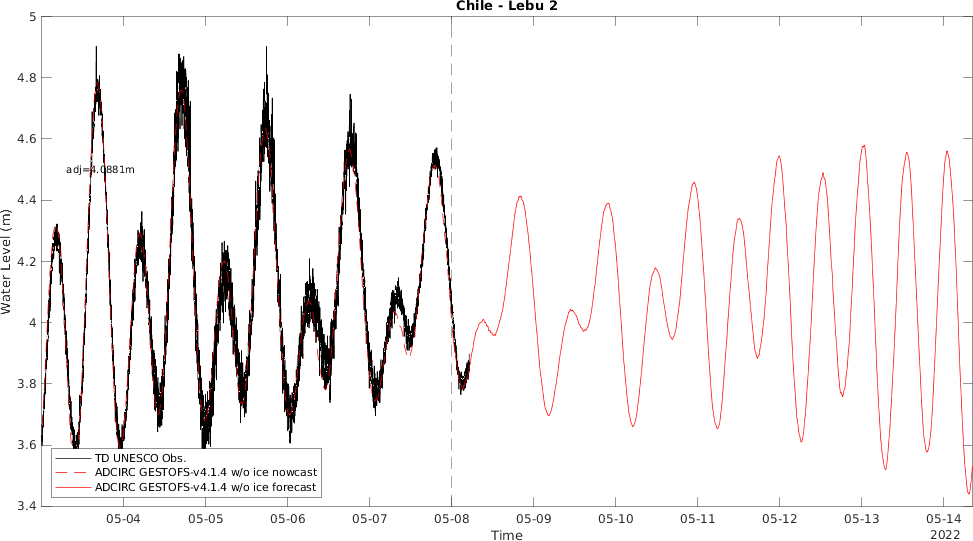 Chile - Lebu 2
5
4.8
4.6
4.4
4.2
4
3.8
3.6
3.4
Water Level (m)
adj=4.0881m
TD UNESCO Obs.
ADCIRC GESTOFS-v4.1.4 w/o ice nowcast
ADCIRC GESTOFS-v4.1.4 w/o ice forecast
05-04 05-05 05-06 05-07 05-08 05-09 05-10 05-11 05-12 05-13 05-14
2022
Time